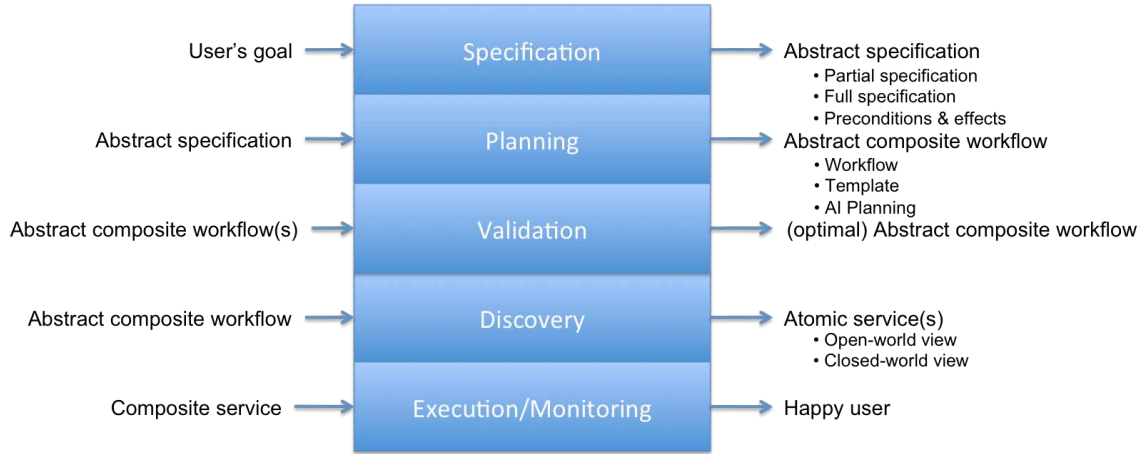 User's goal
Specification
Abstract specification
• Partial specification
• Full specification
• Preconditions & effects
Abstract specification
Planning
Abstract composite workflow
• Workflow
• Template
• AI Planning
Abstract composite workflow(s)
Validation
(optimal) Abstract composite workflow
Abstract composite workflow
Discovery
Atomic service(s)
• Open-world view
• Closed-world view
Composite service
Execution/Monitoring
Happy user